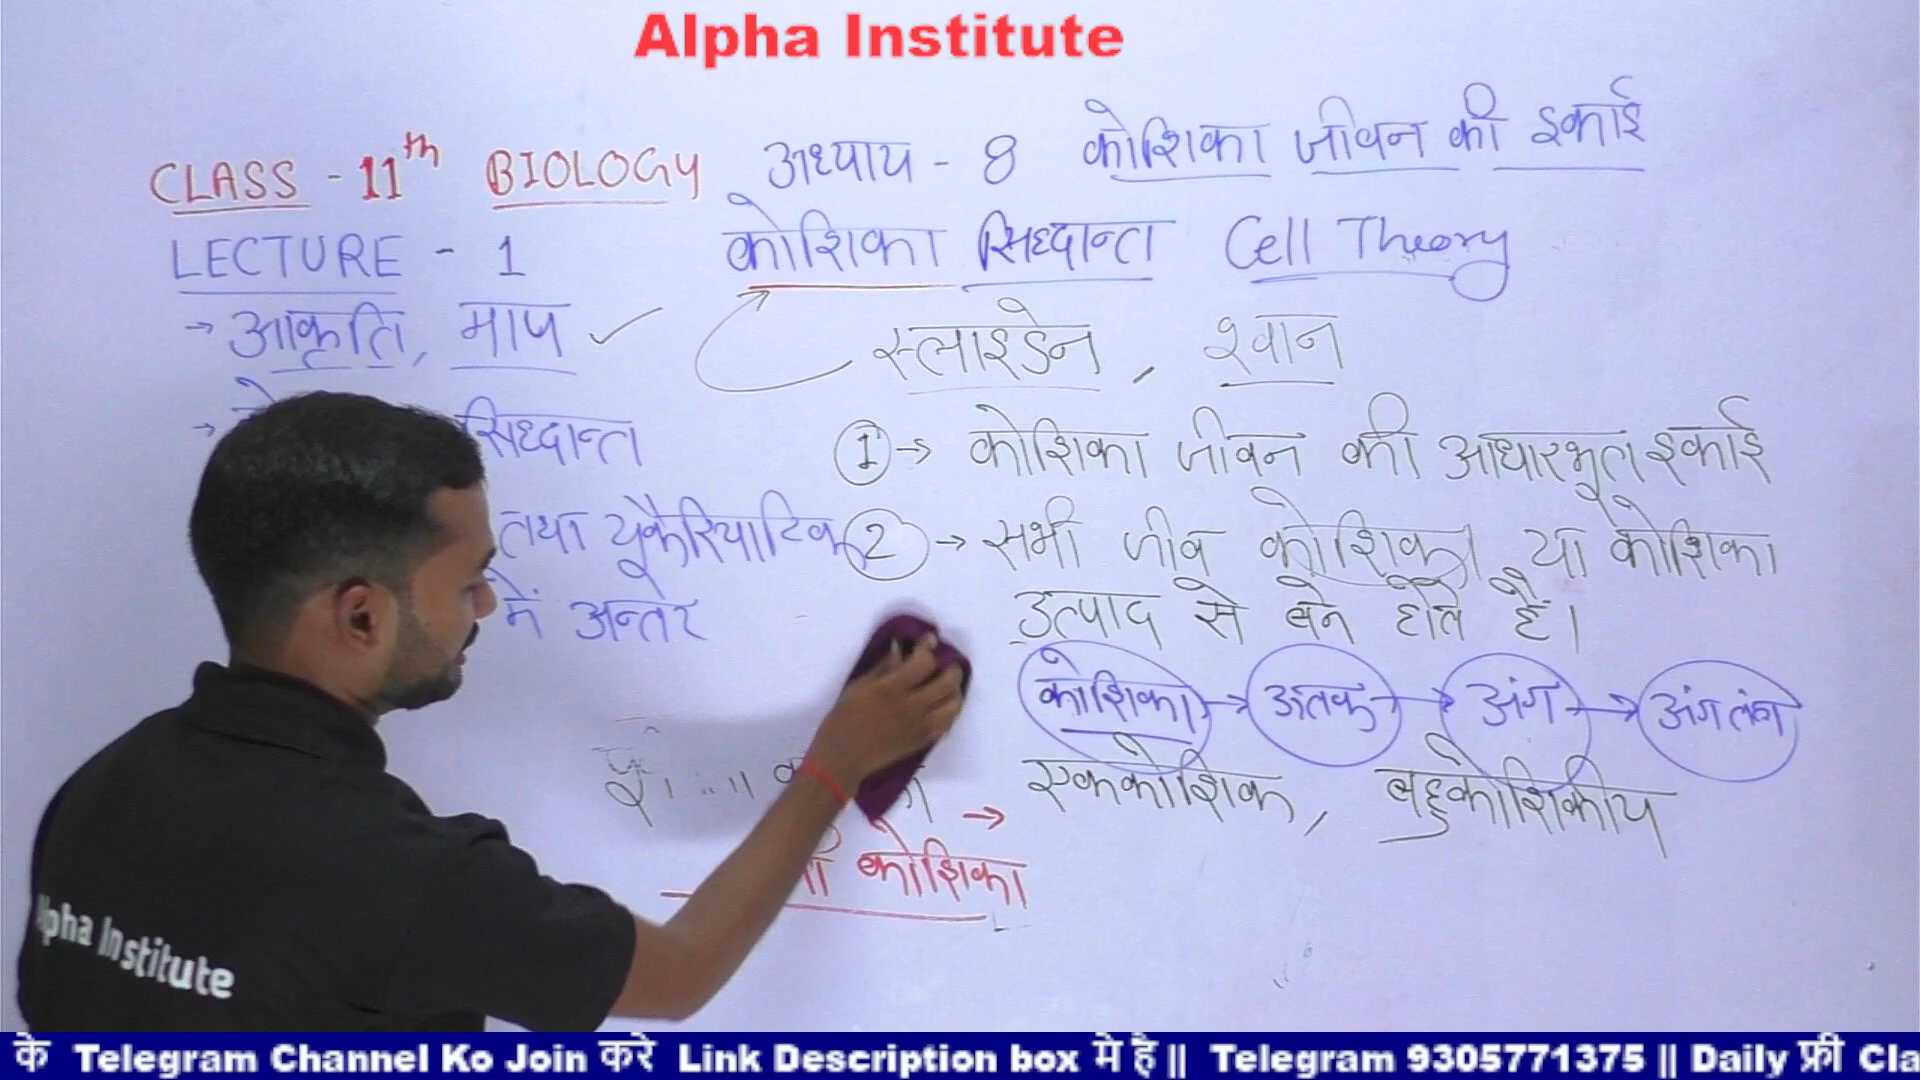 Alpha Institute
CLASS - 11th BIOLOGY अध्याय - 8 कोशिका जीवन की इकाई
LECTURE - 1
→ आकृति, माप ✓
→ सिध्दान्त
तथा यूकैरियाटिक
में अन्तर
कोशिका सिध्दान्त Cell Theory
स्लाइडेन, श्वान
1 → कोशिका जीवन की आधारभूत इकाई
2 → सभी जीव कोशिका या कोशिका
उत्पाद से बने होते है।
कोशिका → ऊतक → अंग → अंग तंत्र
→ एककोशिक, बहुकोशिकीय
कोशिका
lpha Institute
के Telegram Channel Ko Join करे Link Description box मे है || Telegram 9305771375 || Daily फ्री Cla